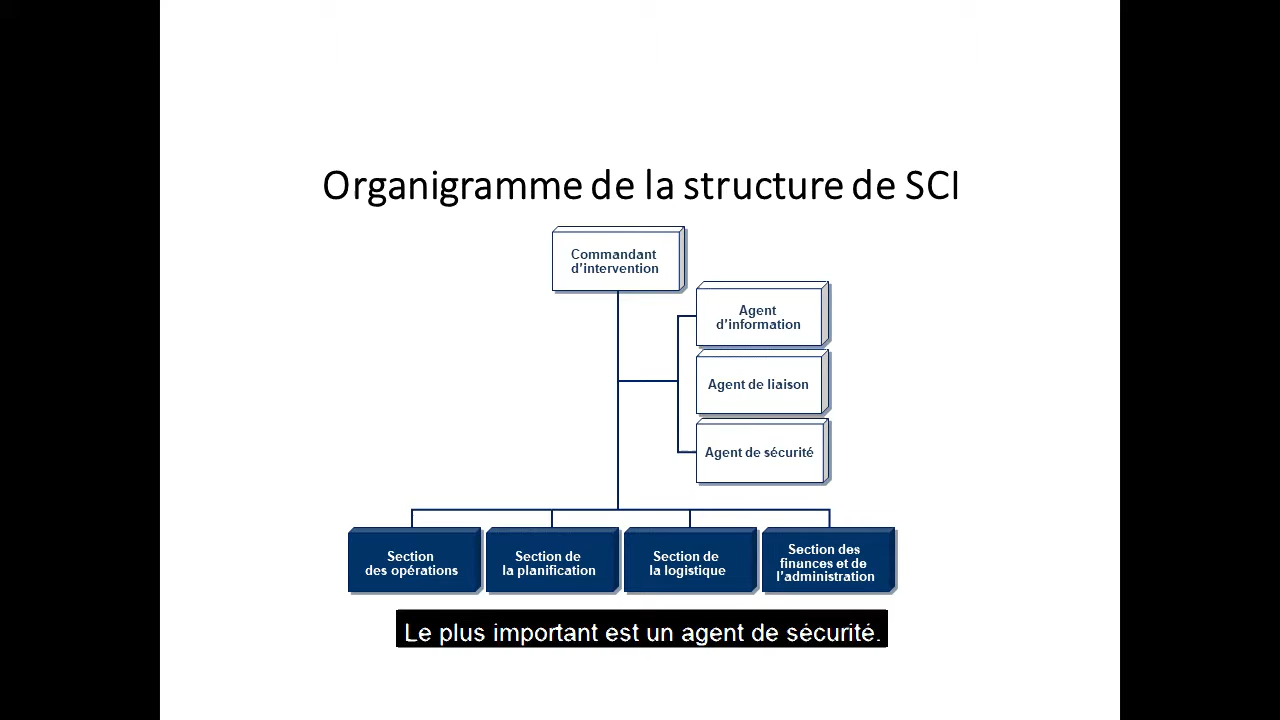 Organigramme de la structure de SCI
Commandant
d'intervention
Agent
d'information
Agent de liaison
Agent de sécurité
Section
des opérations
Section de
la planification
Section de
la logistique
Section des
finances et de
l'administration
Le plus important est un agent de sécurité.